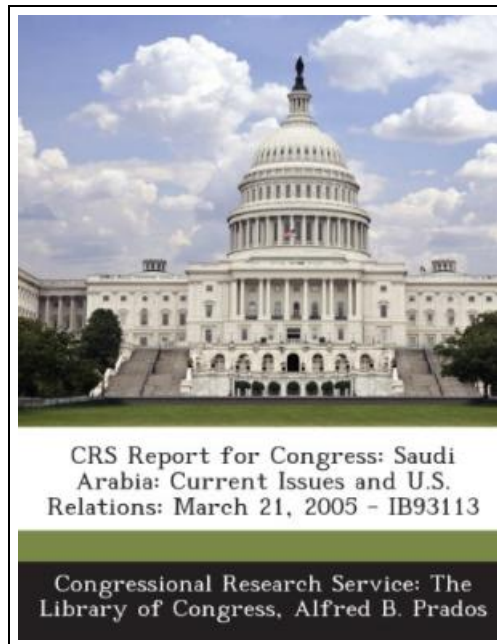 CRS Report for Congress: Saudi
Arabia: Current Issues and U.S.
Relations: March 21, 2005 - IB93113
Congressional Research Service: The
Library of Congress, Alfred B. Prados